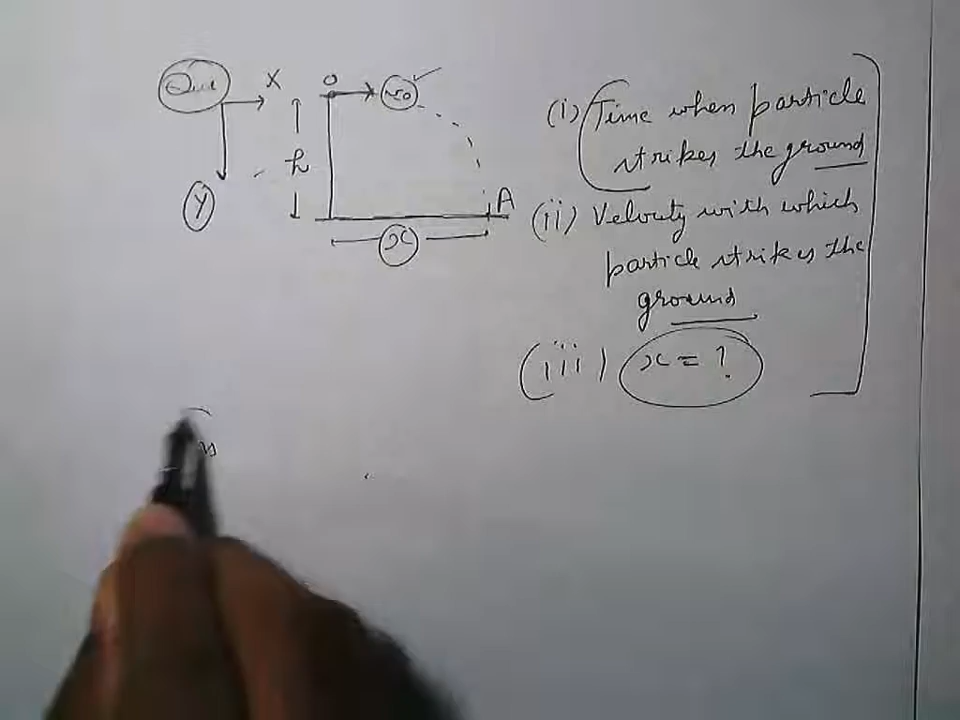 Que X O v₀
(i) Time when particle
strikes the ground
h
Y
A
(ii) Velocity with which
x
particle strikes the
ground
(iii) x = ?